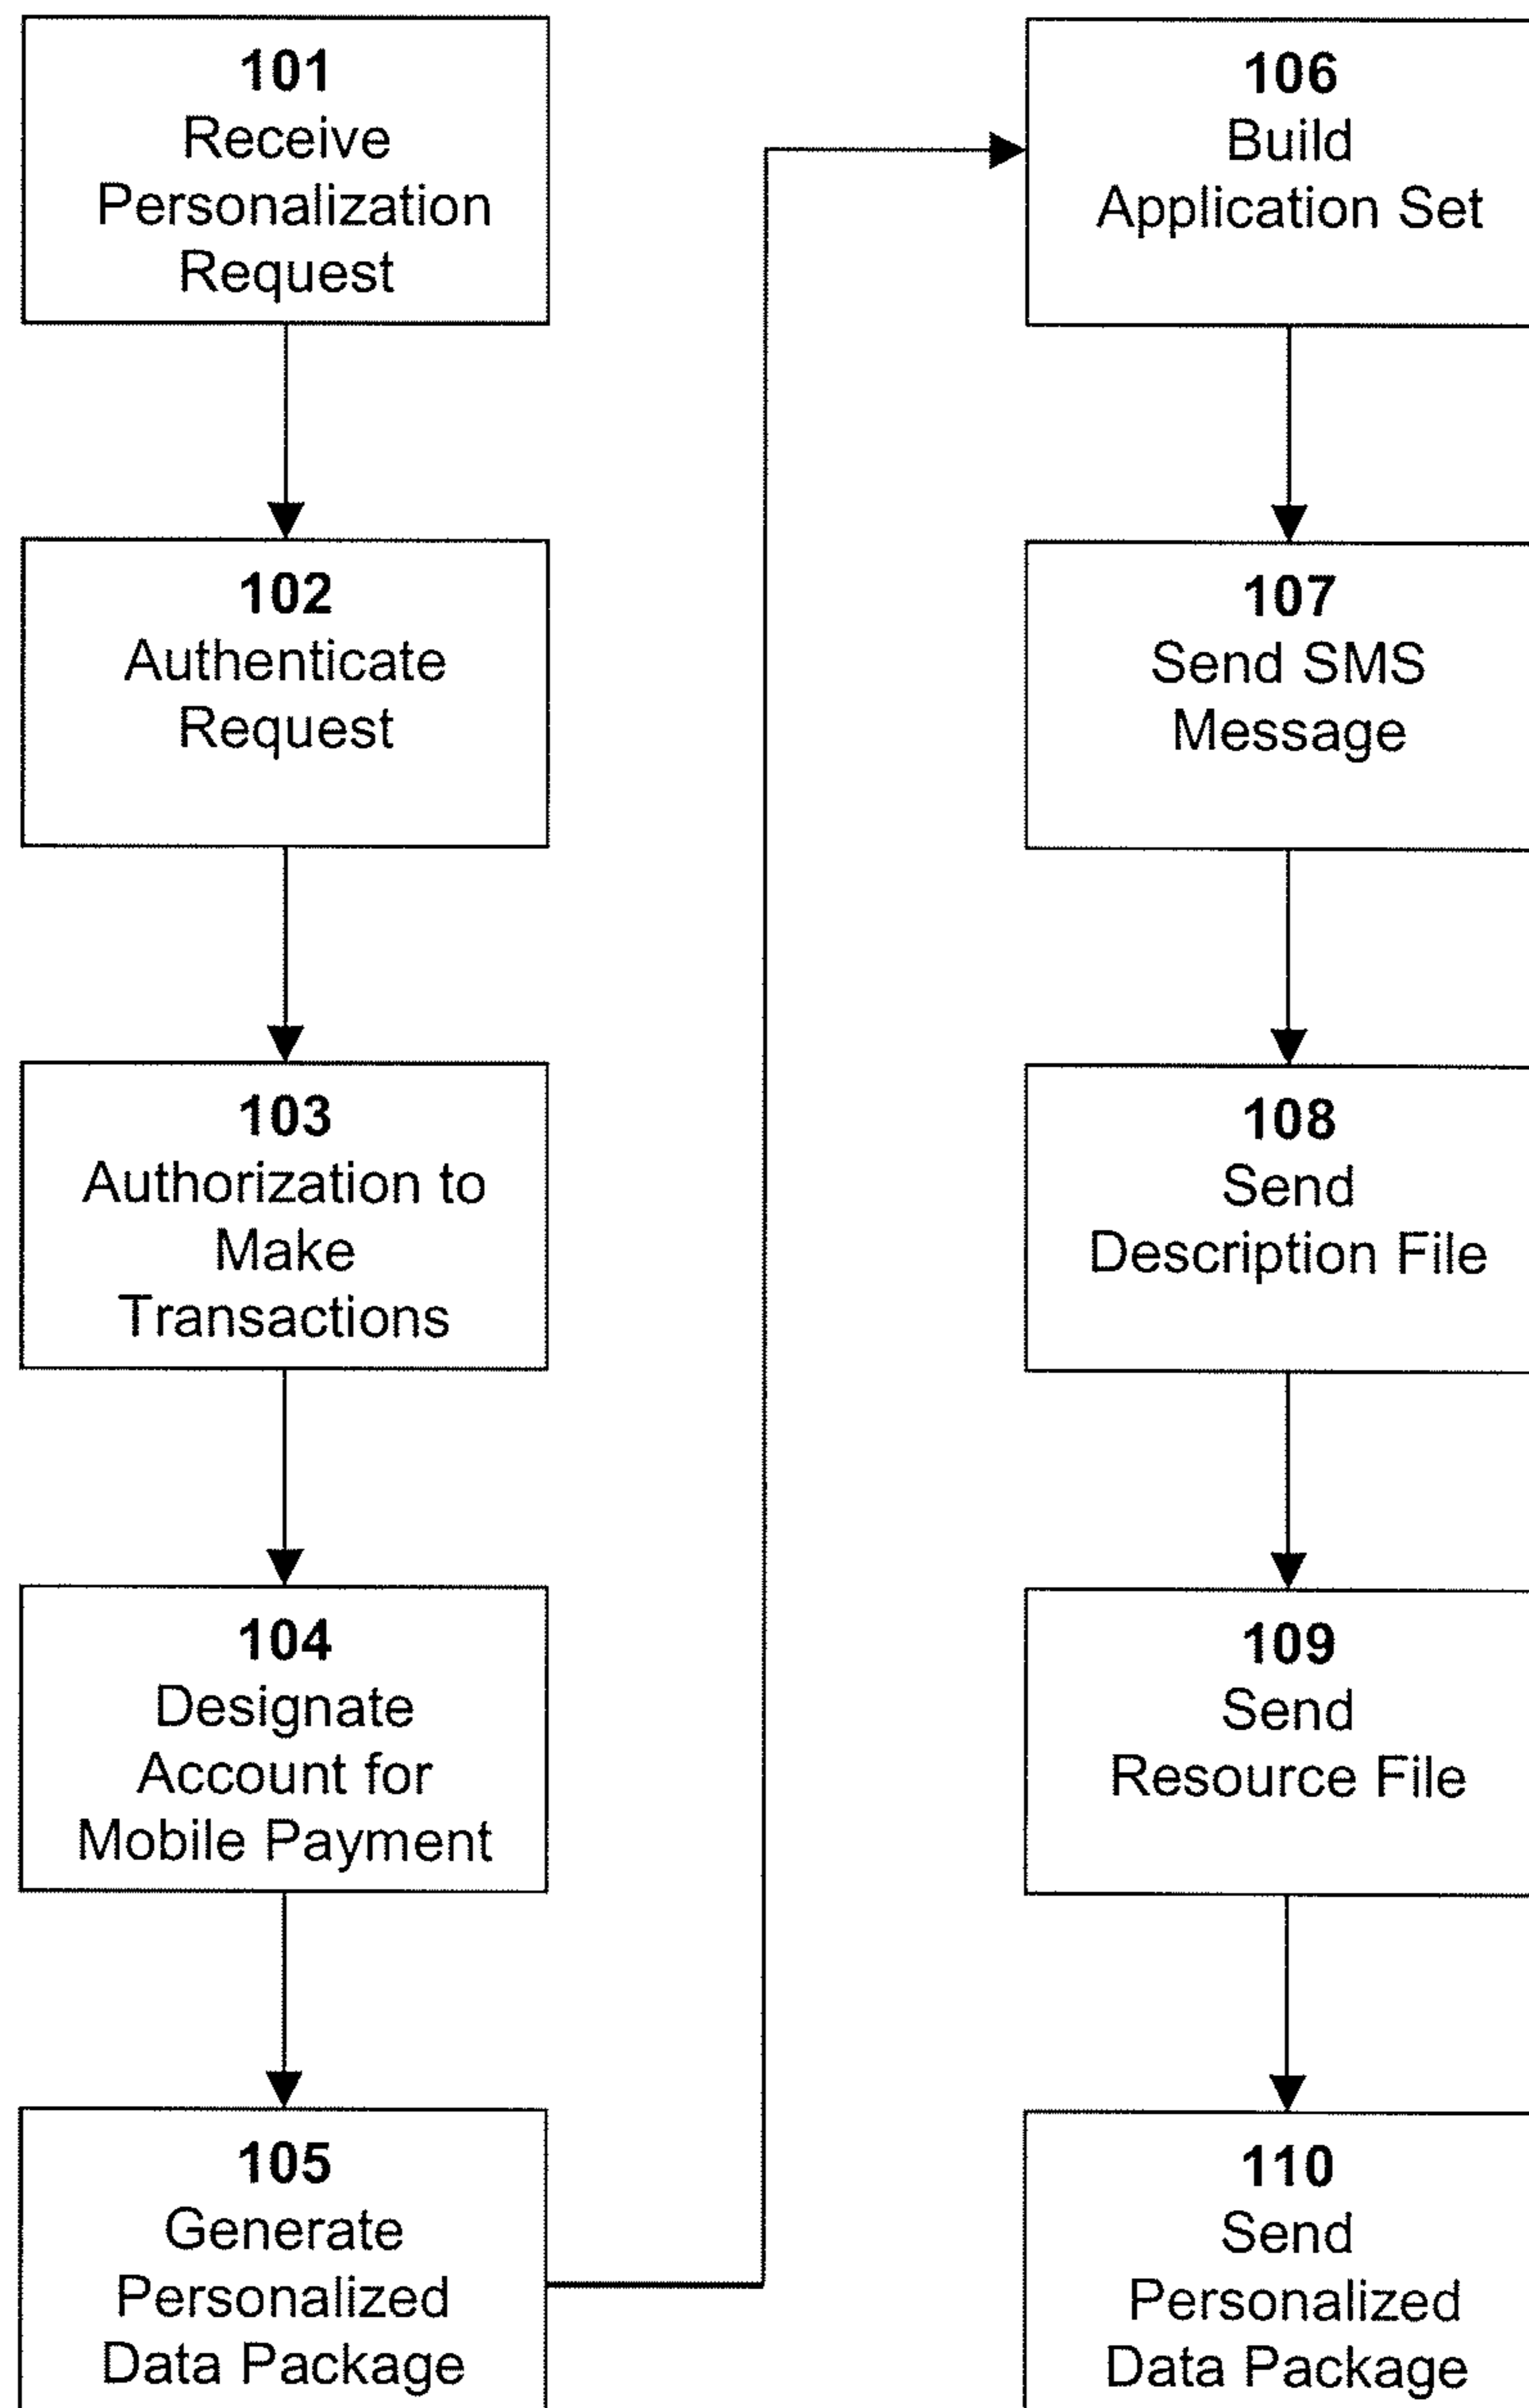 101
Receive
Personalization
Request
102
Authenticate
Request
103
Authorization to
Make
Transactions
104
Designate
Account for
Mobile Payment
105
Generate
Personalized
Data Package
106
Build
Application Set
107
Send SMS
Message
108
Send
Description File
109
Send
Resource File
110
Send
Personalized
Data Package